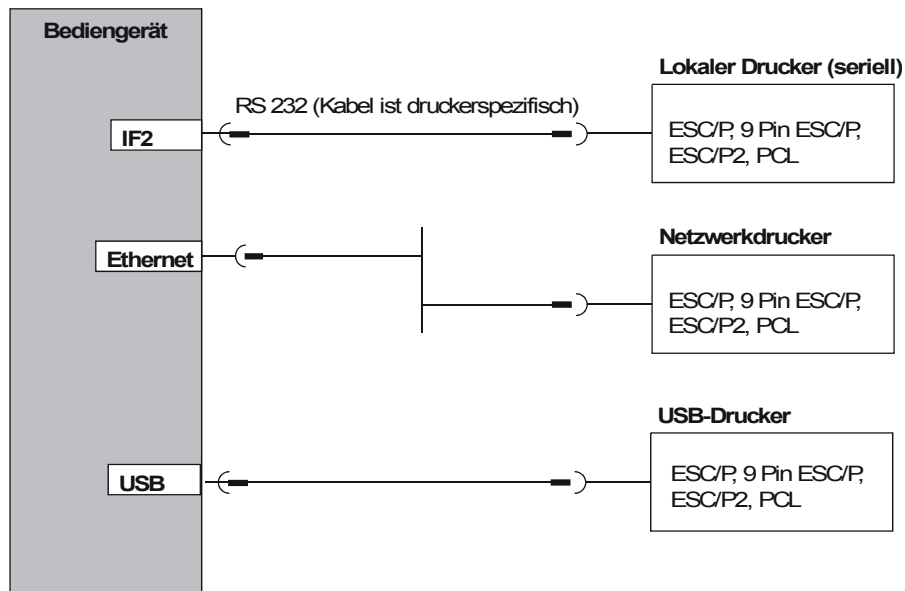 Bediengerät
Lokaler Drucker (seriell)
RS 232 (Kabel ist druckerspezifisch)
IF2
ESC/P, 9 Pin ESC/P,
ESC/P2, PCL
Netzwerkdrucker
Ethernet
ESC/P, 9 Pin ESC/P,
ESC/P2, PCL
USB-Drucker
USB
ESC/P, 9 Pin ESC/P,
ESC/P2, PCL